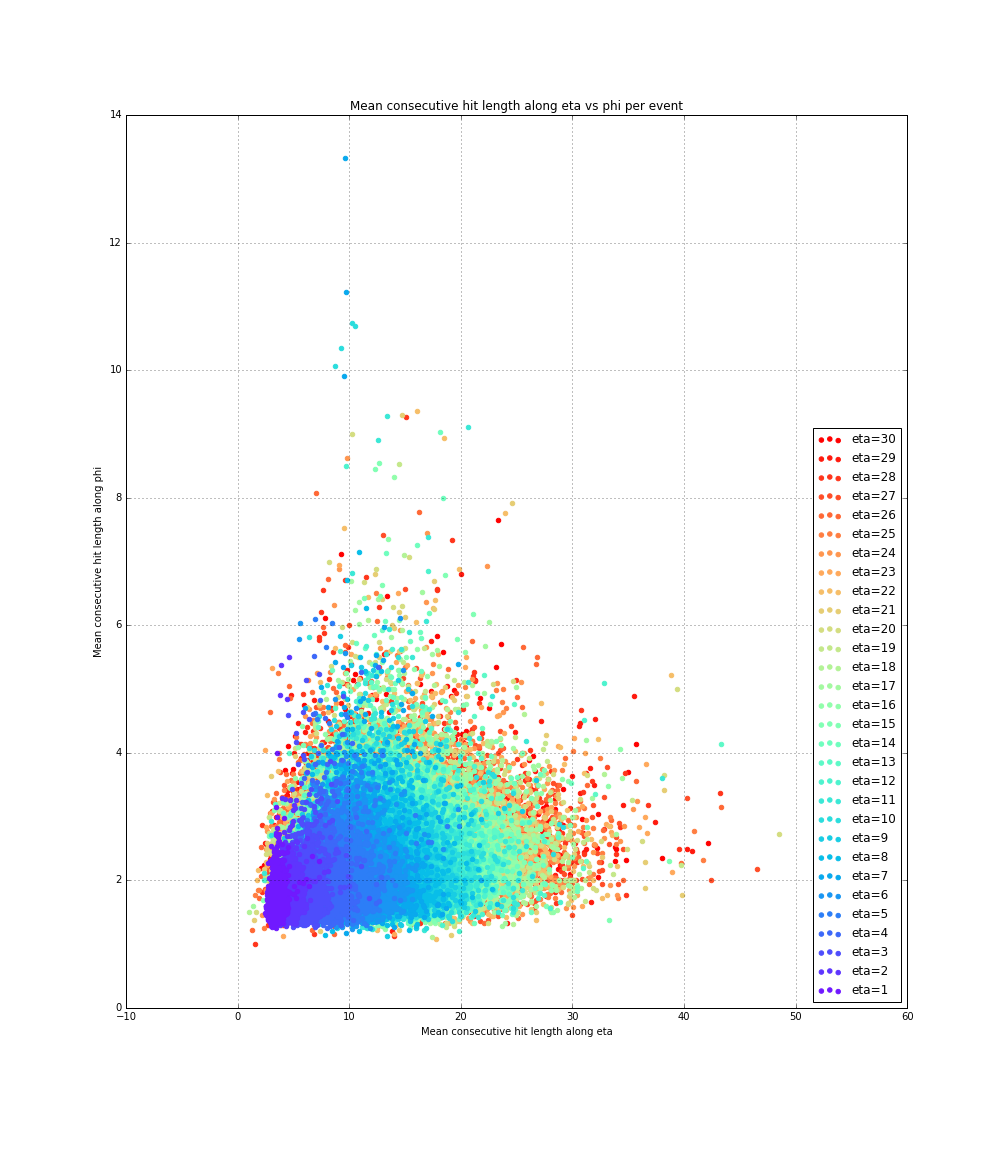 Mean consecutive hit length along eta vs phi per event
14
12
10
8
6
4
2
0
Mean consecutive hit length along phi
eta=30
eta=29
eta=28
eta=27
eta=26
eta=25
eta=24
eta=23
eta=22
eta=21
eta=20
eta=19
eta=18
eta=17
eta=16
eta=15
eta=14
eta=13
eta=12
eta=11
eta=10
eta=9
eta=8
eta=7
eta=6
eta=5
eta=4
eta=3
eta=2
eta=1
−10 0 10 20 30 40 50 60
Mean consecutive hit length along eta